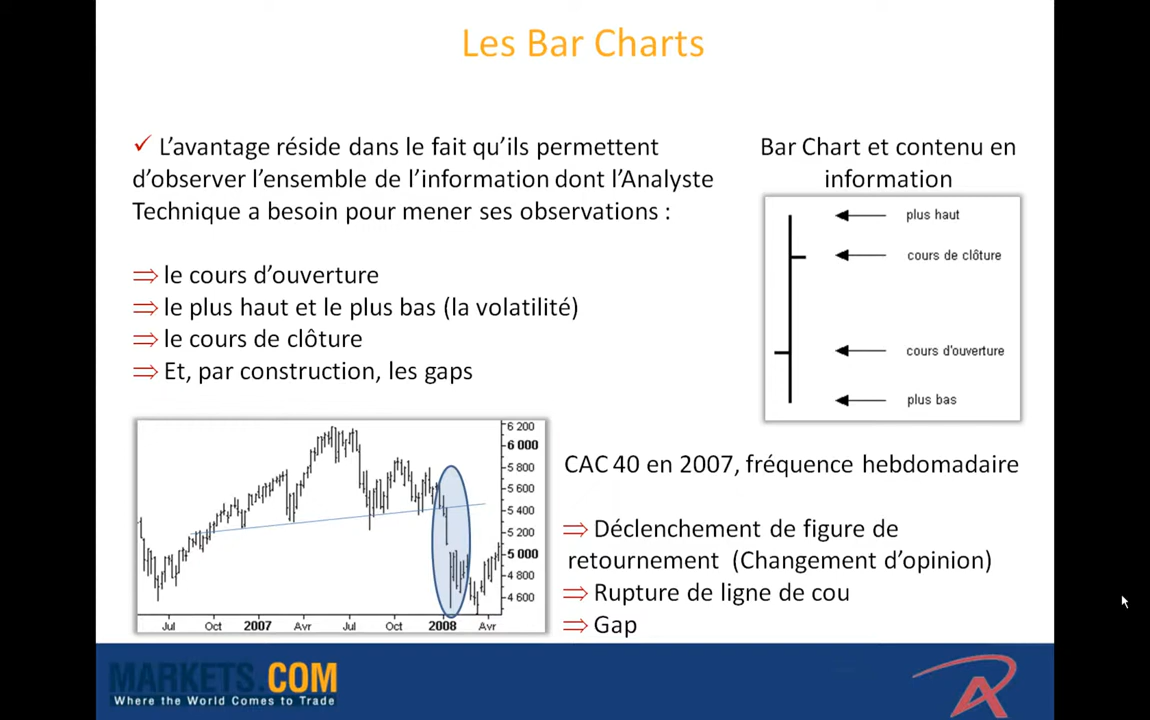 Les Bar Charts
✓ L'avantage réside dans le fait qu'ils permettent
d'observer l'ensemble de l'information dont l'Analyste
Technique a besoin pour mener ses observations :
⇒ le cours d'ouverture
⇒ le plus haut et le plus bas (la volatilité)
⇒ le cours de clôture
⇒ Et, par construction, les gaps
Bar Chart et contenu en
information
plus haut
cours de clôture
cours d'ouverture
plus bas
6 200
6 000
5 800
5 600
5 400
5 200
5 000
4 800
4 600
Jul Oct 2007 Avr Jul Oct 2008 Avr
CAC 40 en 2007, fréquence hebdomadaire
⇒ Déclenchement de figure de
retournement (Changement d'opinion)
⇒ Rupture de ligne de cou
⇒ Gap
MARKETS.COM
Where the World Comes to Trade
A